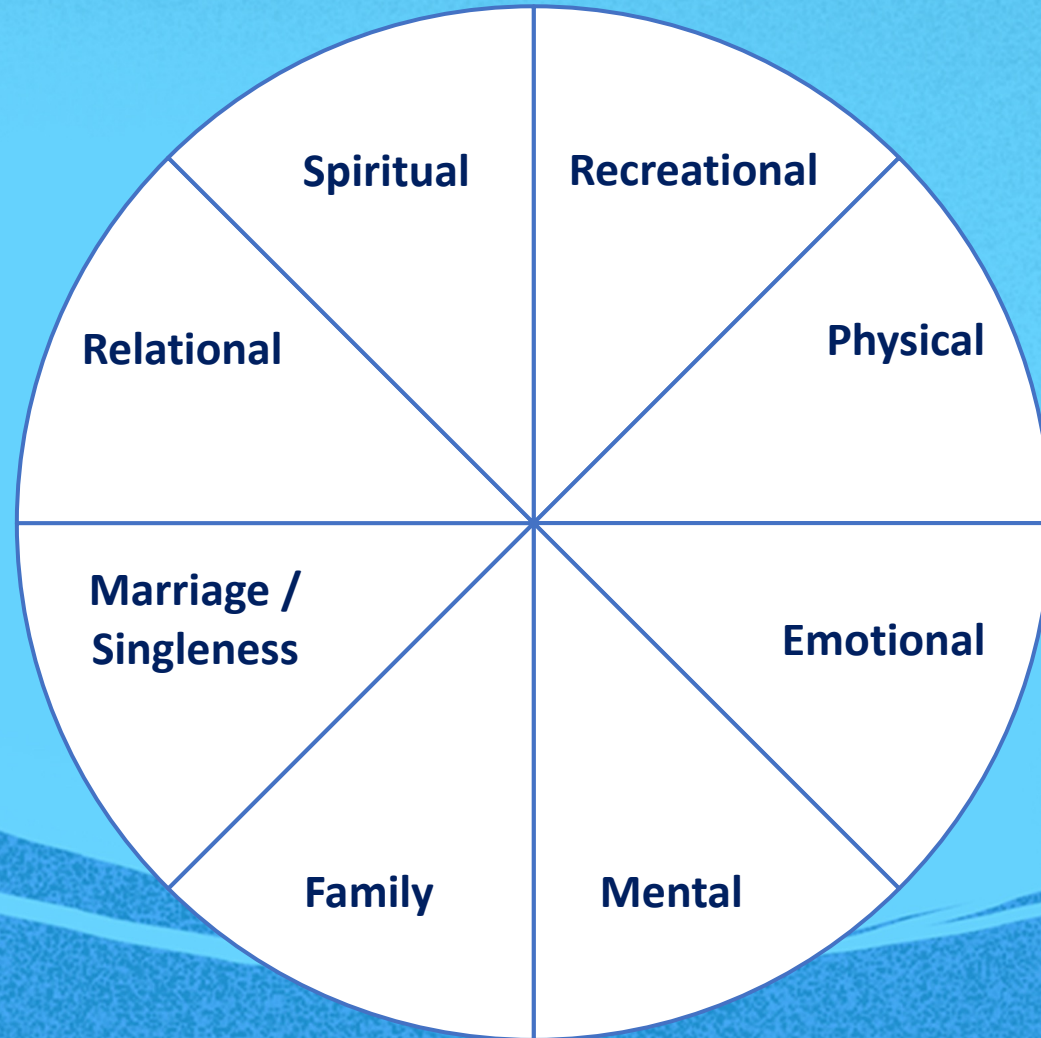 Spiritual
Recreational
Relational
Physical
Marriage /
Singleness
Emotional
Family
Mental